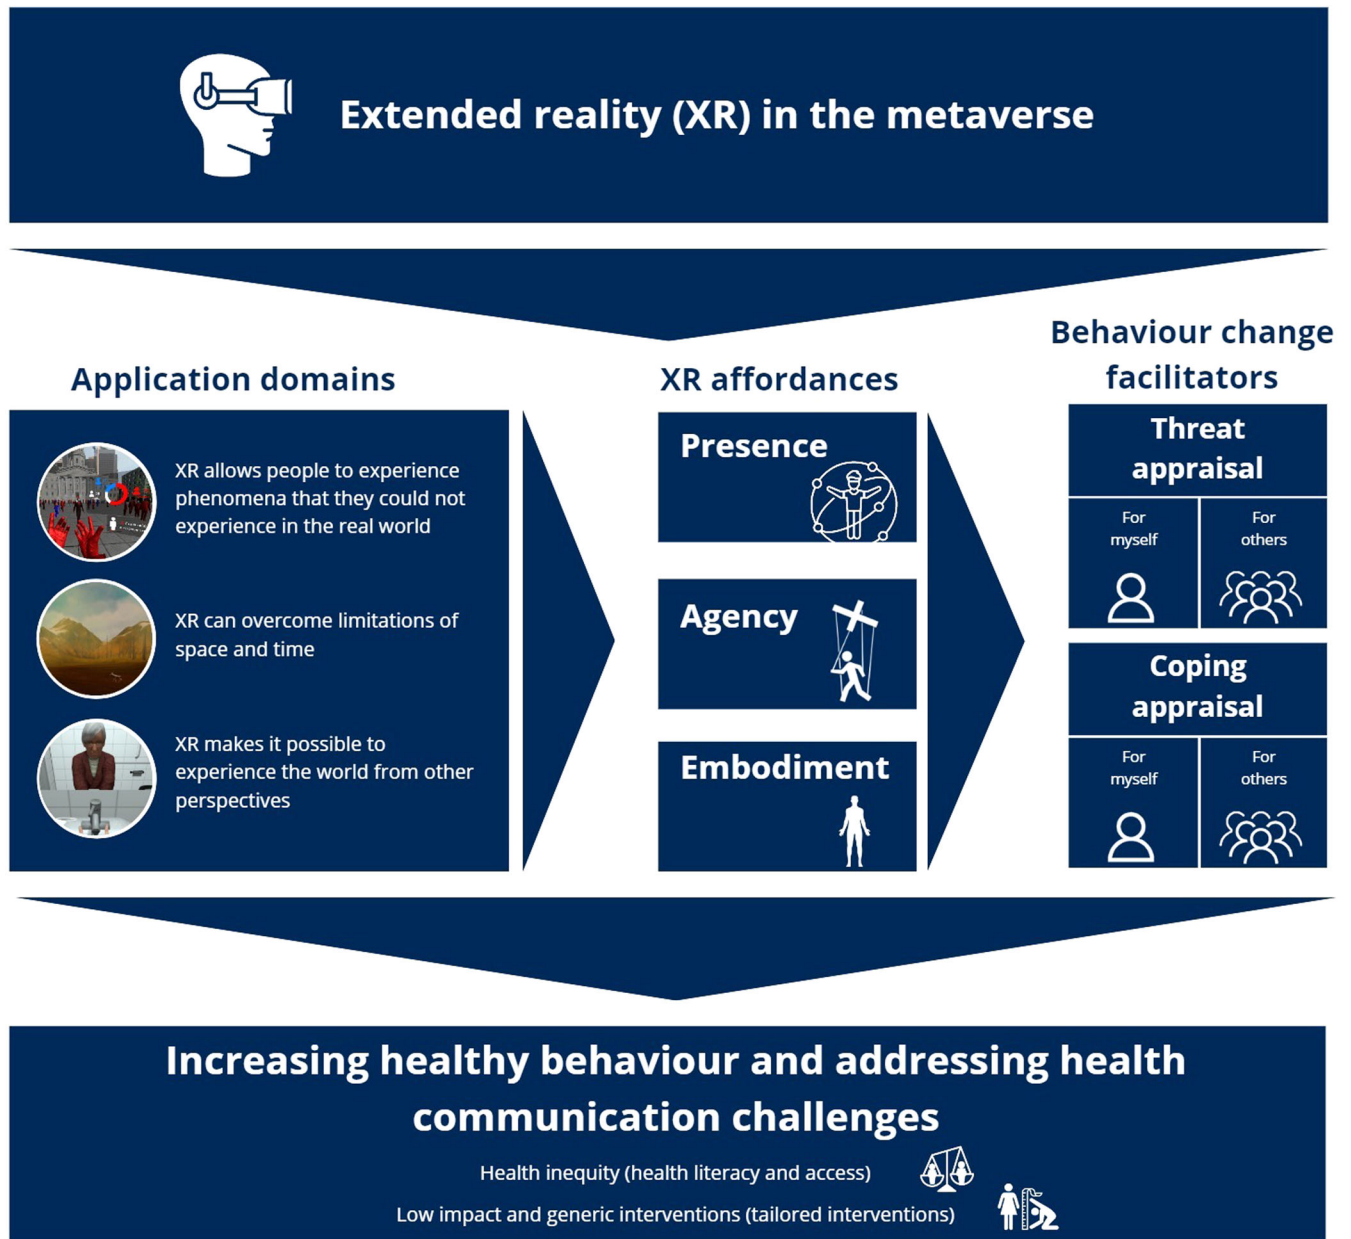 Extended reality (XR) in the metaverse
Application domains
XR allows people to experience
phenomena that they could not
experience in the real world
XR can overcome limitations of
space and time
XR makes it possible to
experience the world from other
perspectives
XR affordances
Presence
Agency
Embodiment
Behaviour change
facilitators
Threat
appraisal
For
myself
For
others
Coping
appraisal
For
myself
For
others
Increasing healthy behaviour and addressing health
communication challenges
Health inequity (health literacy and access)
Low impact and generic interventions (tailored interventions)